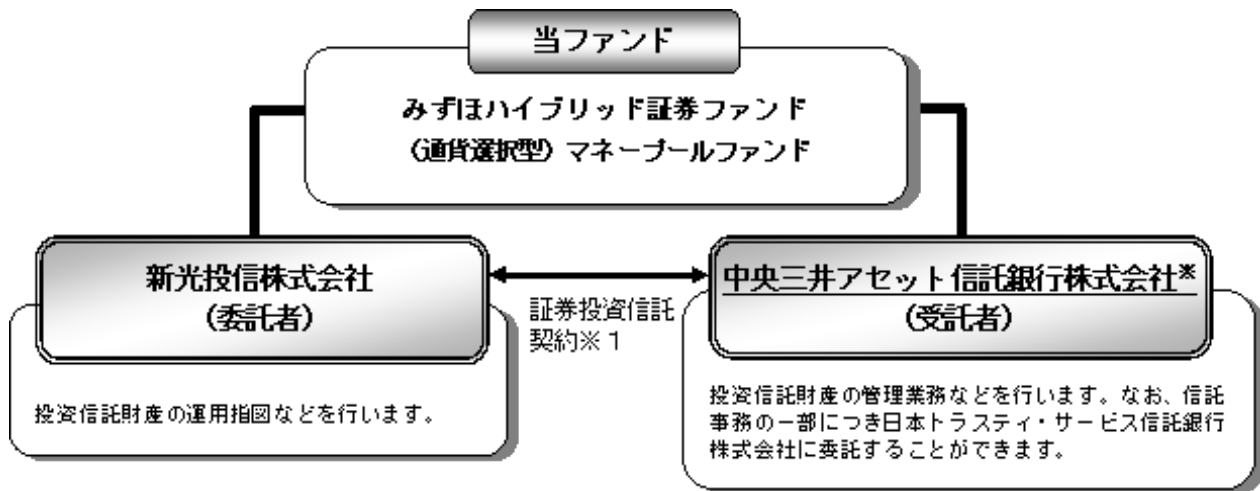 当ファンド
みずほハイブリッド証券ファンド
(通貨選択型) マネープールファンド
新光投信株式会社
(委託者)
投資信託財産の運用指図などを行います。
証券投資信託
契約※1
中央三井アセット信託銀行株式会社※
(受託者)
投資信託財産の管理業務などを行います。なお、信託
事務の一部につき日本トラスティ・サービス信託銀行
株式会社に委託することができます。